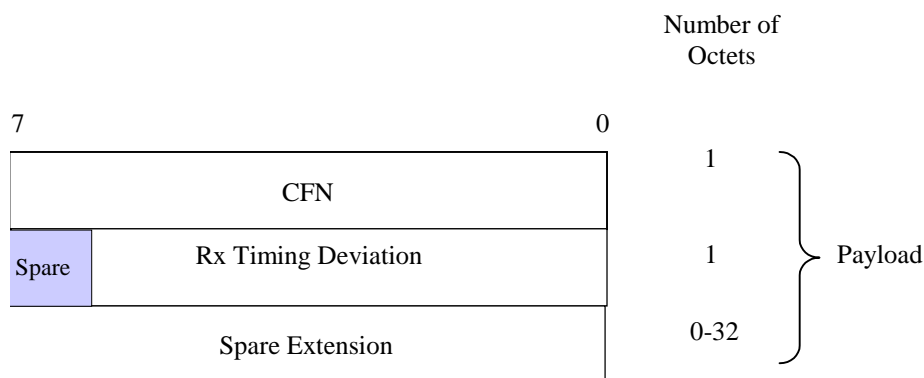 Number of
Octets
7 0
CFN 1
Spare Rx Timing Deviation 1 Payload
Spare Extension 0-32